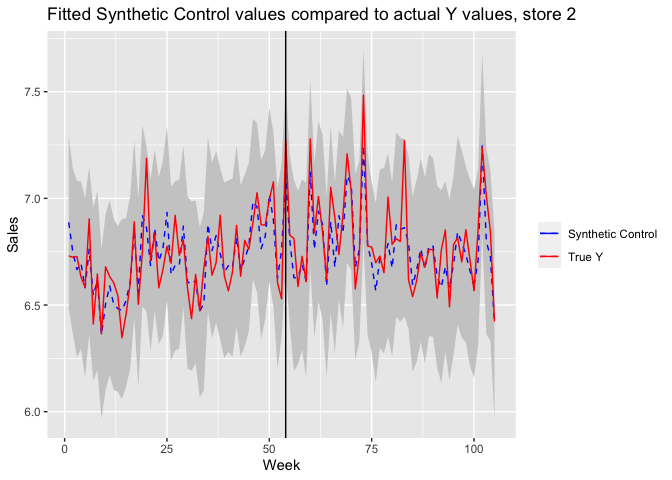 Fitted Synthetic Control values compared to actual Y values, store 2
7.5
7.0
6.5
6.0
Sales
0 25 50 75 100
Week
Synthetic Control
True Y